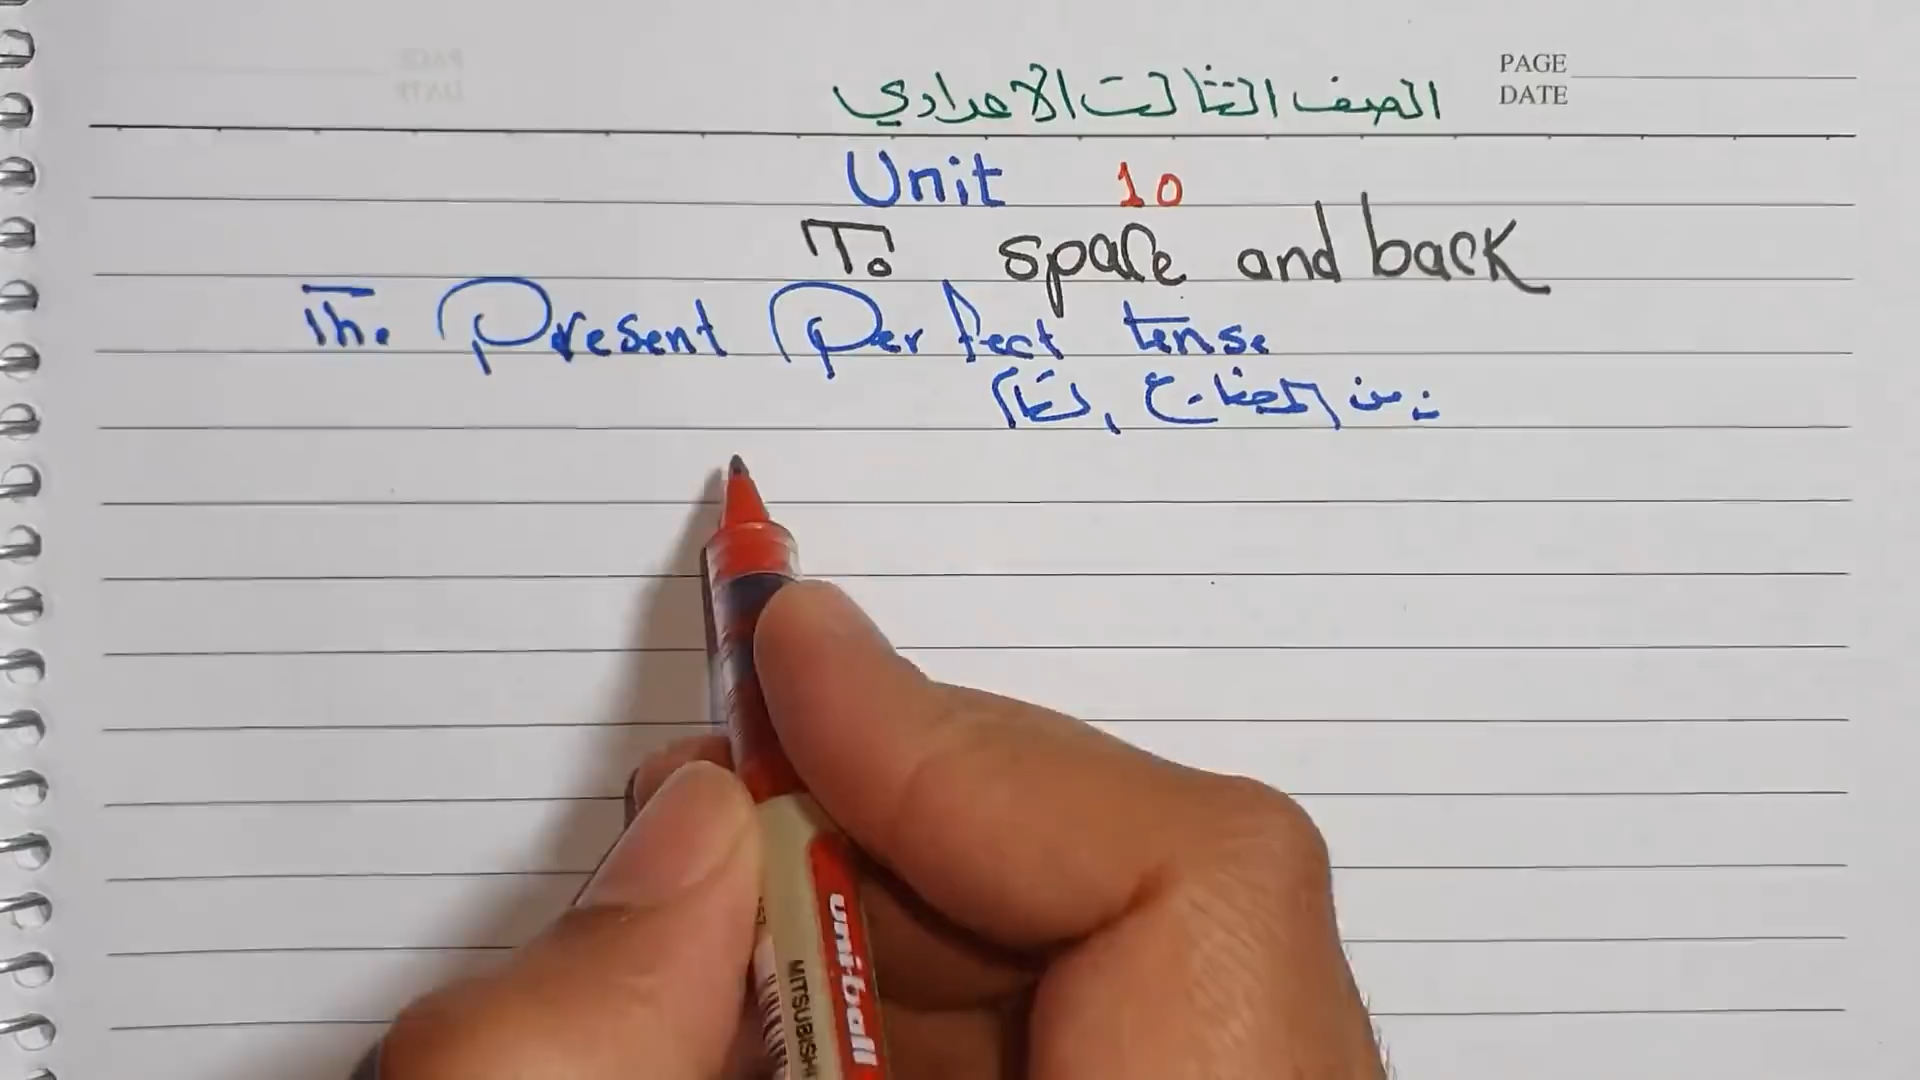 PAGE
DATE
الصف الثالث الاعدادي
Unit 10
To space and back
The Present Perfect tense
زمن المضارع التام
uni-ball
MITSUBISHI